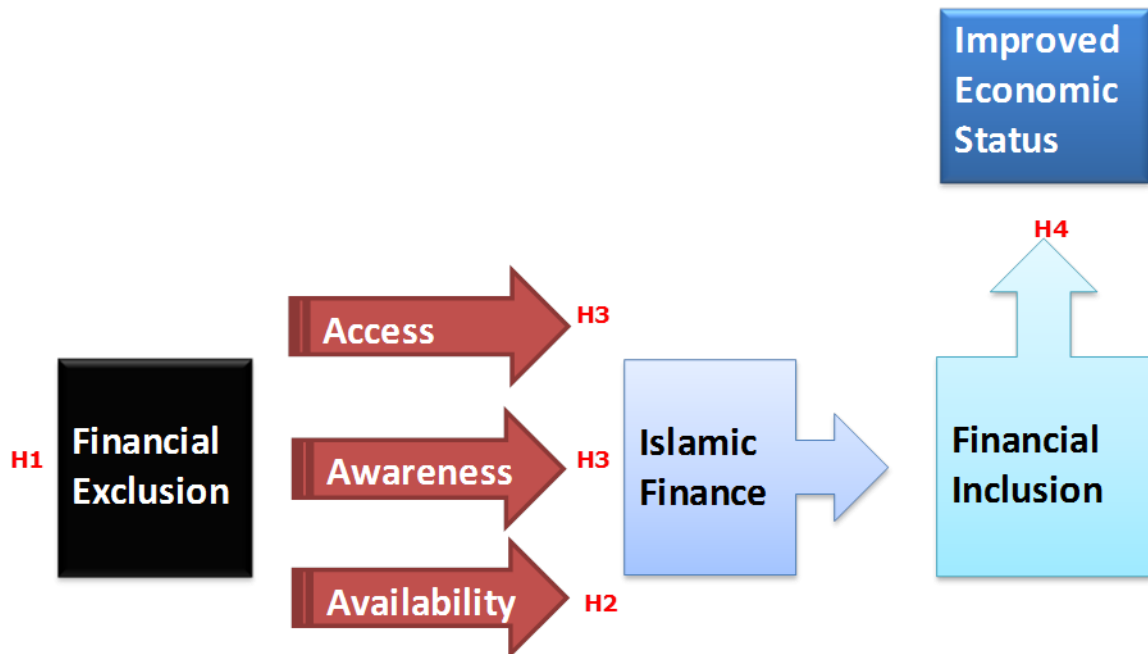 Improved
Economic
Status
H4
Access
H3
H1
Financial
Exclusion
Awareness
H3
Islamic
Finance
Financial
Inclusion
Availability
H2